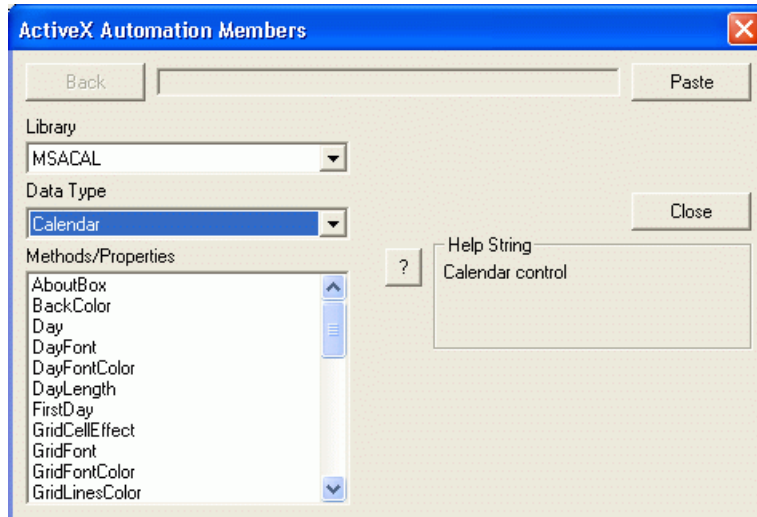 ActiveX Automation Members
Back
Paste
Library
MSACAL
Data Type
Calendar
Close
Methods/Properties
?
Help String
Calendar control
AboutBox
BackColor
Day
DayFont
DayFontColor
DayLength
FirstDay
GridCellEffect
GridFont
GridFontColor
GridLinesColor